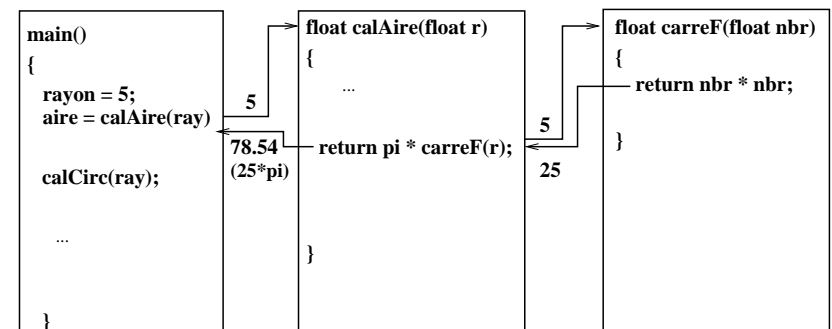 main()
{
rayon = 5;
aire = calAire(ray)
calCirc(ray);
...
}
5
78.54
(25*pi)
float calAire(float r)
{
...
return pi * carreF(r);
}
5
25
float carreF(float nbr)
{
return nbr * nbr;
}